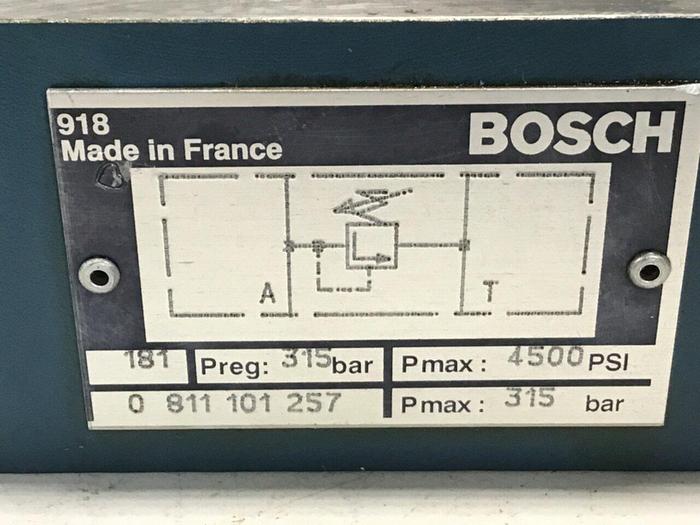 918
Made in France
BOSCH
A
T
181 Preg: 315 bar Pmax: 4500 PSI
0 811 101 257 Pmax: 315 bar